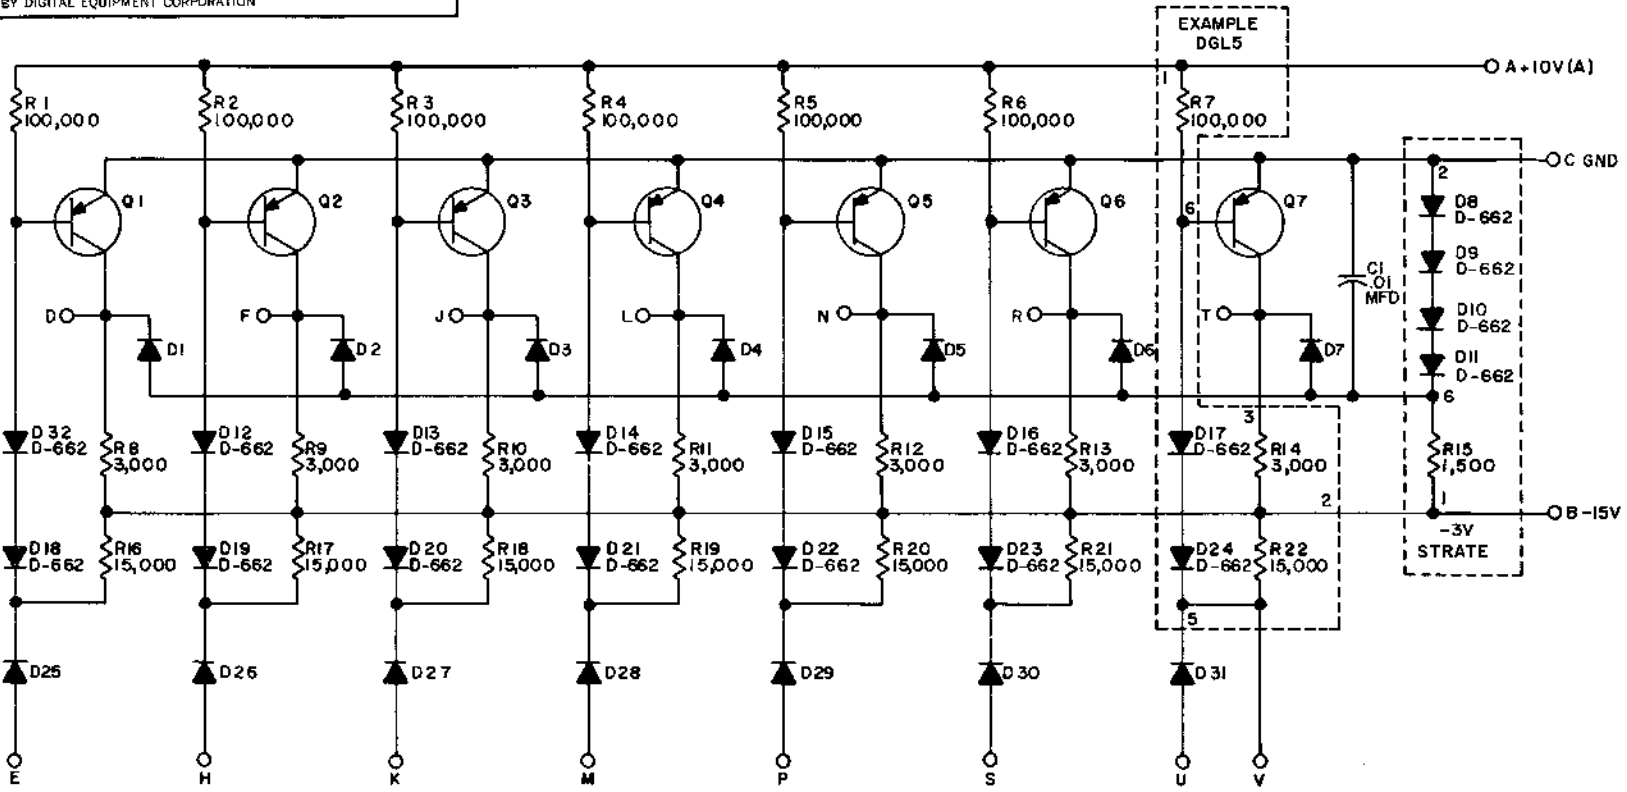 BY DIGITAL EQUIPMENT CORPORATION
EXAMPLE
DGL5
A+10V(A)
1
R1
100,000
R2
100,000
R3
100,000
R4
100,000
R5
100,000
R6
100,000
R7
100,000
C GND
2
Q1
Q2
Q3
Q4
Q5
Q6
6
Q7
D8
D-662
D9
D-662
C1
.01
MFD
D10
D-662
D11
D-662
D
F
J
L
N
R
T
D1
D2
D3
D4
D5
D6
D7
6
3
D32
D-662
R8
3,000
D12
D-662
R9
3,000
D13
D-662
R10
3,000
D14
D-662
R11
3,000
D15
D-662
R12
3,000
D16
D-662
R13
3,000
D17
D-662
R14
3,000
R15
1,500
2
1
B-15V
-3V
STRATE
D18
D-662
R16
15,000
D19
D-662
R17
15,000
D20
D-662
R18
15,000
D21
D-662
R19
15,000
D22
D-662
R20
15,000
D23
D-662
R21
15,000
D24
D-662
R22
15,000
5
D25
D26
D27
D28
D29
D30
D31
E
H
K
M
P
S
U
V